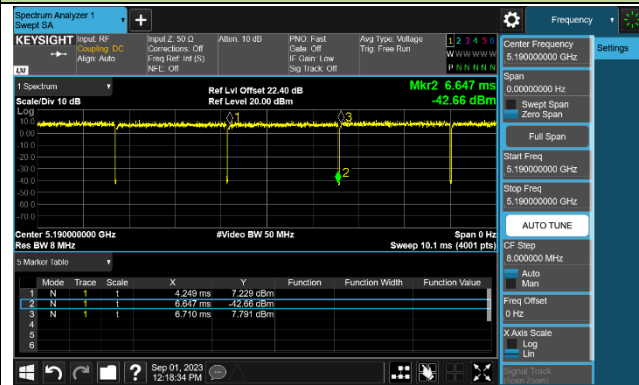 Spectrum Analyzer 1
Swept SA
+
Frequency
KEYSIGHT
Input: RF
Coupling: DC
Align: Auto
Input Z: 50 Ω
Corrections: Off
Freq Ref: Int (S)
NFE: Off
Atten: 10 dB
PNO: Fast
Gate: Off
IF Gain: Low
Sig Track: Off
Avg Type: Voltage
Trig: Free Run
1 2 3 4 5 6
W W W W W W
P N N N N N
LXI
Center Frequency
5.190000000 GHz
Settings
Span
0.00000000 Hz
Swept Span
Zero Span
Full Span
Start Freq
5.190000000 GHz
Stop Freq
5.190000000 GHz
AUTO TUNE
CF Step
8.000000 MHz
Auto
Man
Freq Offset
0 Hz
X Axis Scale
Log
Lin
Signal Track
(Span Zoom)
1 Spectrum
Scale/Div 10 dB
Ref Lvl Offset 22.40 dB
Ref Level 20.00 dBm
Mkr2 6.647 ms
-42.66 dBm
Log
10.0
0.00
-10.0
-20.0
-30.0
-40.0
-50.0
-60.0
-70.0
1
3
2
Center 5.190000000 GHz
Res BW 8 MHz
#Video BW 50 MHz
Span 0 Hz
Sweep 10.1 ms (4001 pts)
5 Marker Table
Mode Trace Scale X Y Function Function Width Function Value
1 N 1 t 4.249 ms 7.229 dBm
2 N 1 t 6.647 ms -42.66 dBm
3 N 1 t 6.710 ms 7.791 dBm
4
5
6
?
Sep 01, 2023
12:18:34 PM